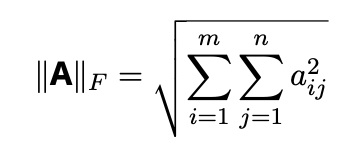 ‖𝐀‖_F = √(∑_{i=1}^{m} ∑_{j=1}^{n} a_{ij}^2)